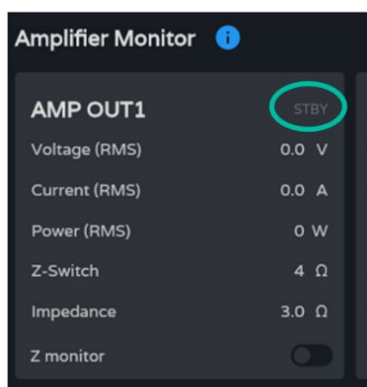 Amplifier Monitor i
AMP OUT1 STBY
Voltage (RMS) 0.0 V
Current (RMS) 0.0 A
Power (RMS) 0 W
Z-Switch 4 Ω
Impedance 3.0 Ω
Z monitor